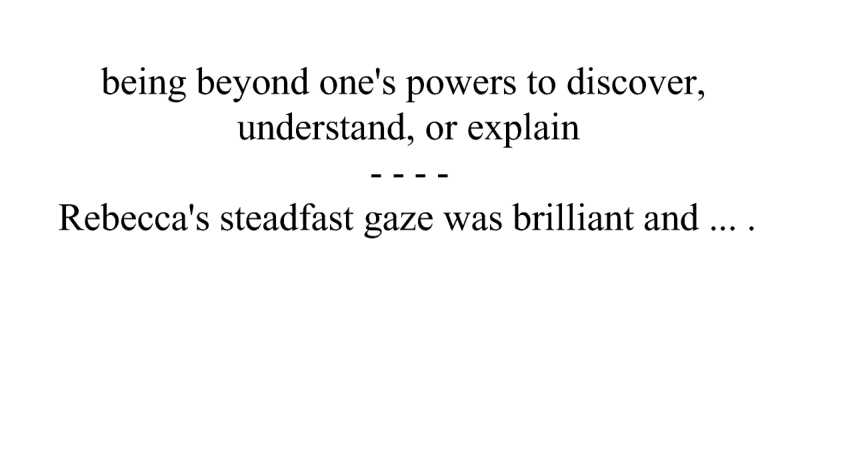 being beyond one's powers to discover,
understand, or explain
- - - -
Rebecca's steadfast gaze was brilliant and ... .